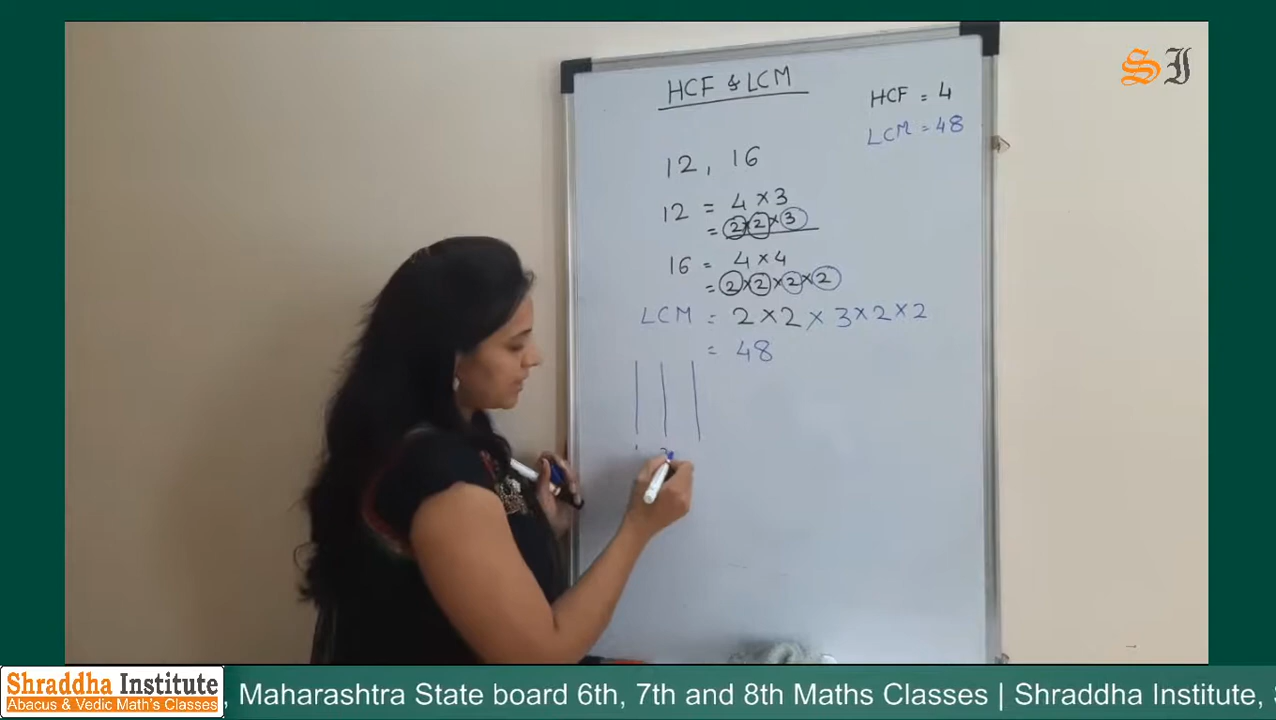 HCF & LCM
HCF = 4
LCM = 48
12, 16
12 = 4 × 3
= 2 × 2 × 3
16 = 4 × 4
= 2 × 2 × 2 × 2
LCM = 2 × 2 × 3 × 2 × 2
= 48
SI
Shraddha Institute
Abacus & Vedic Math's Classes
, Maharashtra State board 6th, 7th and 8th Maths Classes | Shraddha Institute,